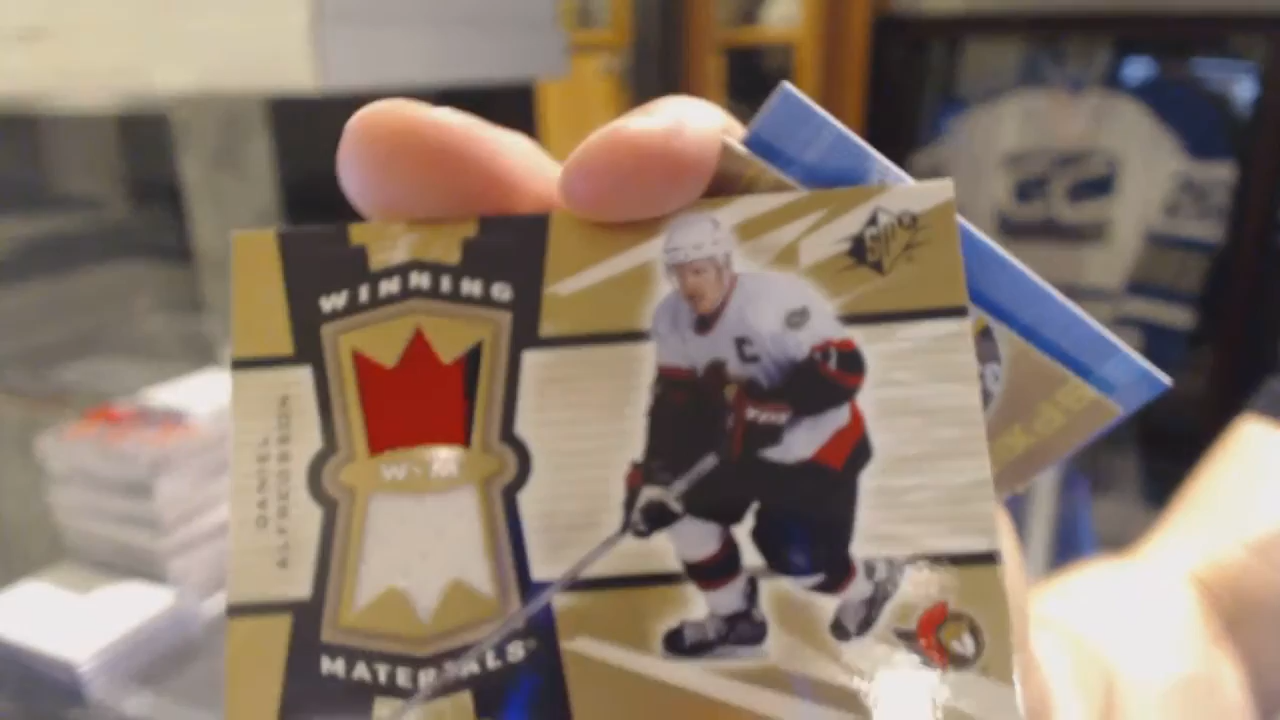 WINNING
SPx
DANIEL
ALFREDSSON
W·M
C
MATERIALS